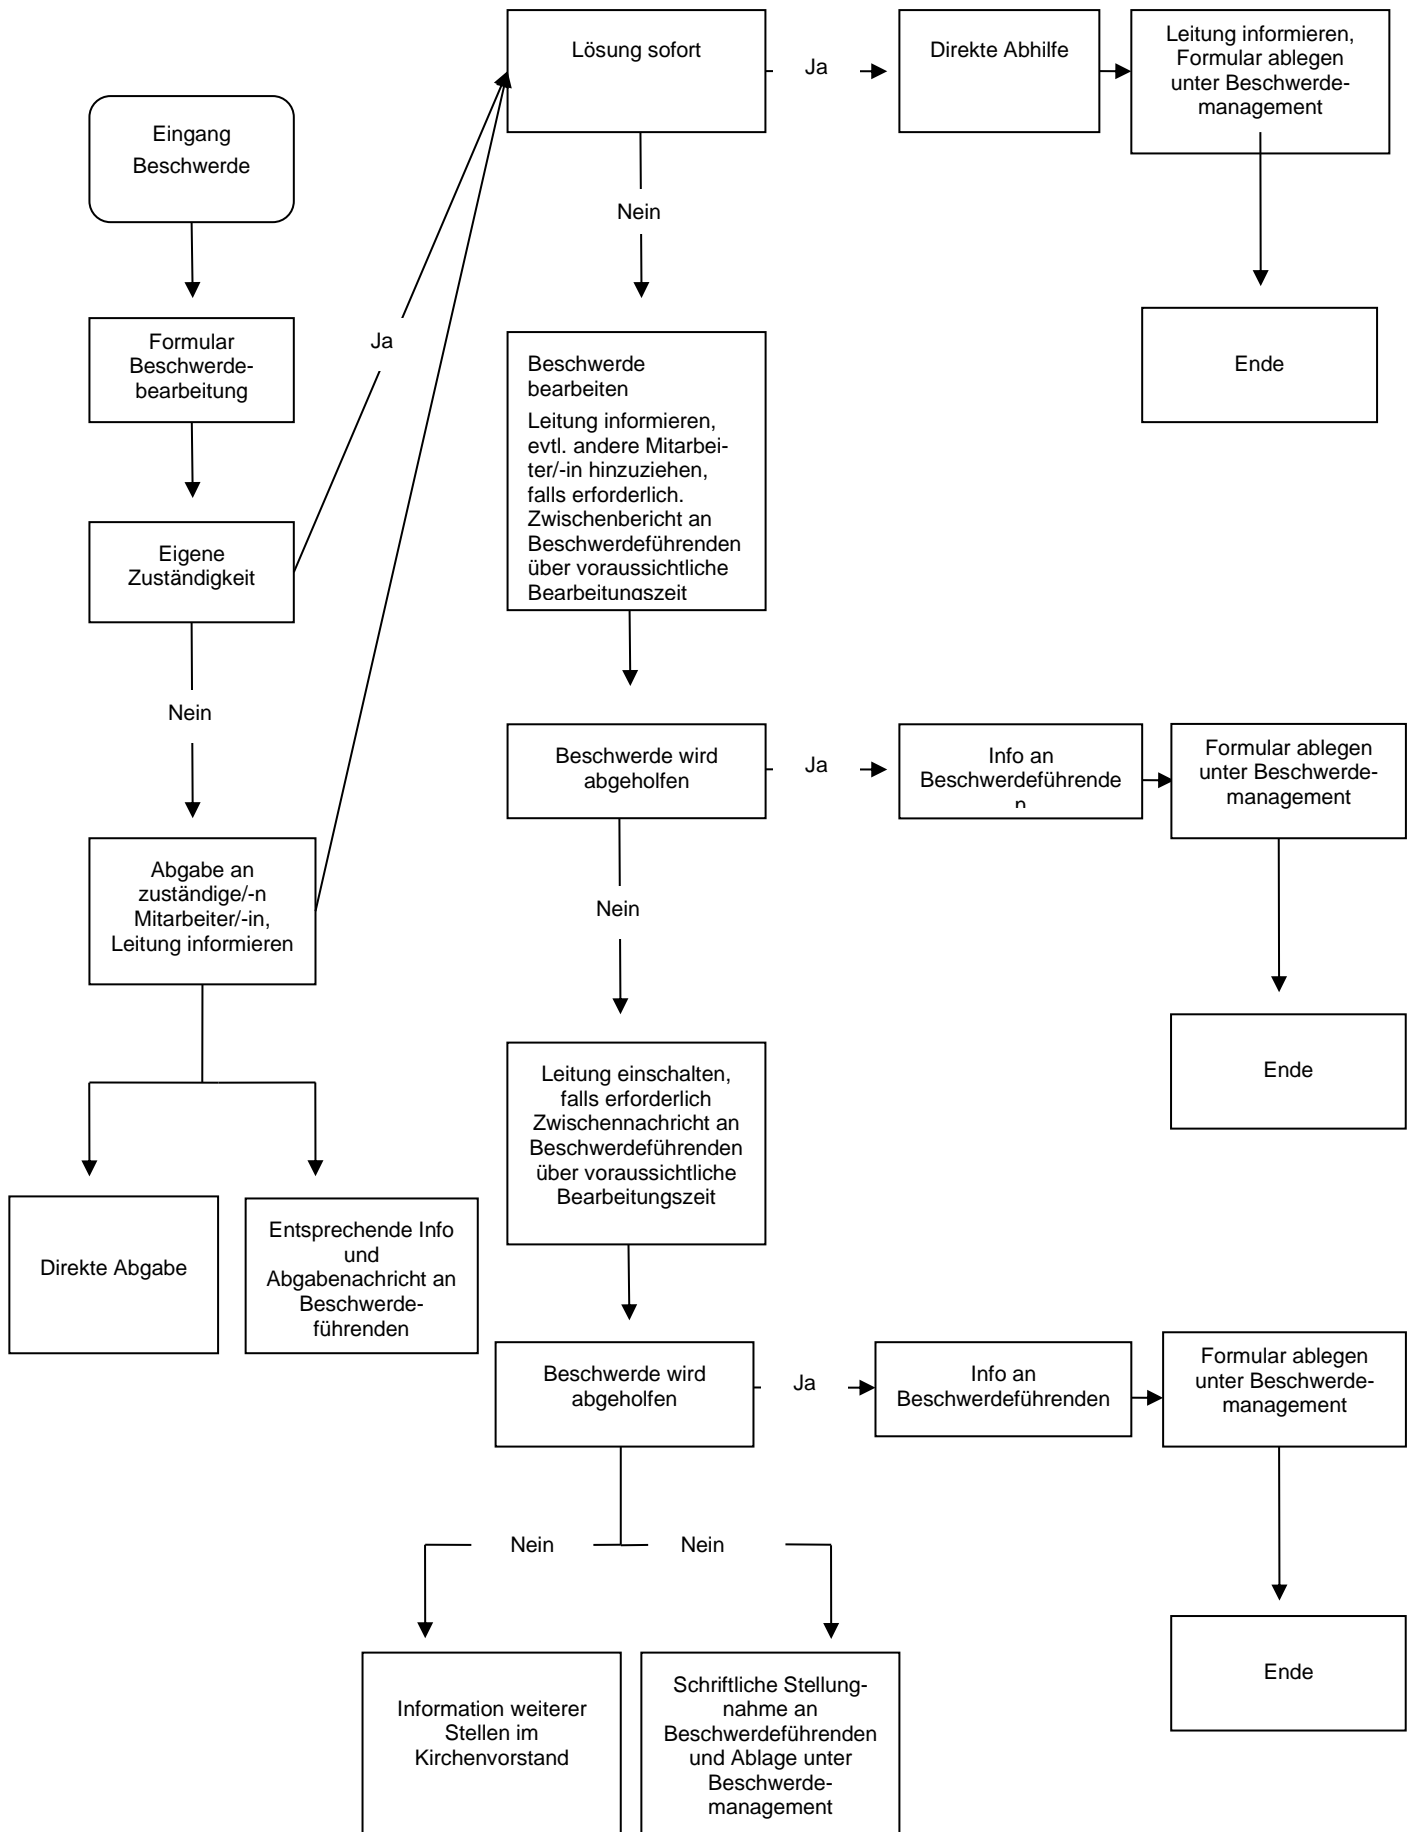 Eingang
Beschwerde
Formular
Beschwerde-
bearbeitung
Ja
Eigene
Zuständigkeit
Nein
Abgabe an
zuständige/-n
Mitarbeiter/-in,
Leitung informieren
Direkte Abgabe
Entsprechende Info
und
Abgabenachricht an
Beschwerde-
führenden
Lösung sofort
Ja
Direkte Abhilfe
Leitung informieren,
Formular ablegen
unter Beschwerde-
management
Ende
Nein
Beschwerde
bearbeiten
Leitung informieren,
evtl. andere Mitarbei-
ter/-in hinzuziehen,
falls erforderlich.
Zwischenbericht an
Beschwerdeführenden
über voraussichtliche
Bearbeitungszeit
Beschwerde wird
abgeholfen
Ja
Info an
Beschwerdeführende
n
Formular ablegen
unter Beschwerde-
management
Ende
Nein
Leitung einschalten,
falls erforderlich
Zwischennachricht an
Beschwerdeführenden
über voraussichtliche
Bearbeitungszeit
Beschwerde wird
abgeholfen
Ja
Info an
Beschwerdeführenden
Formular ablegen
unter Beschwerde-
management
Ende
Nein
Nein
Information weiterer
Stellen im
Kirchenvorstand
Schriftliche Stellung-
nahme an
Beschwerdeführenden
und Ablage unter
Beschwerde-
management